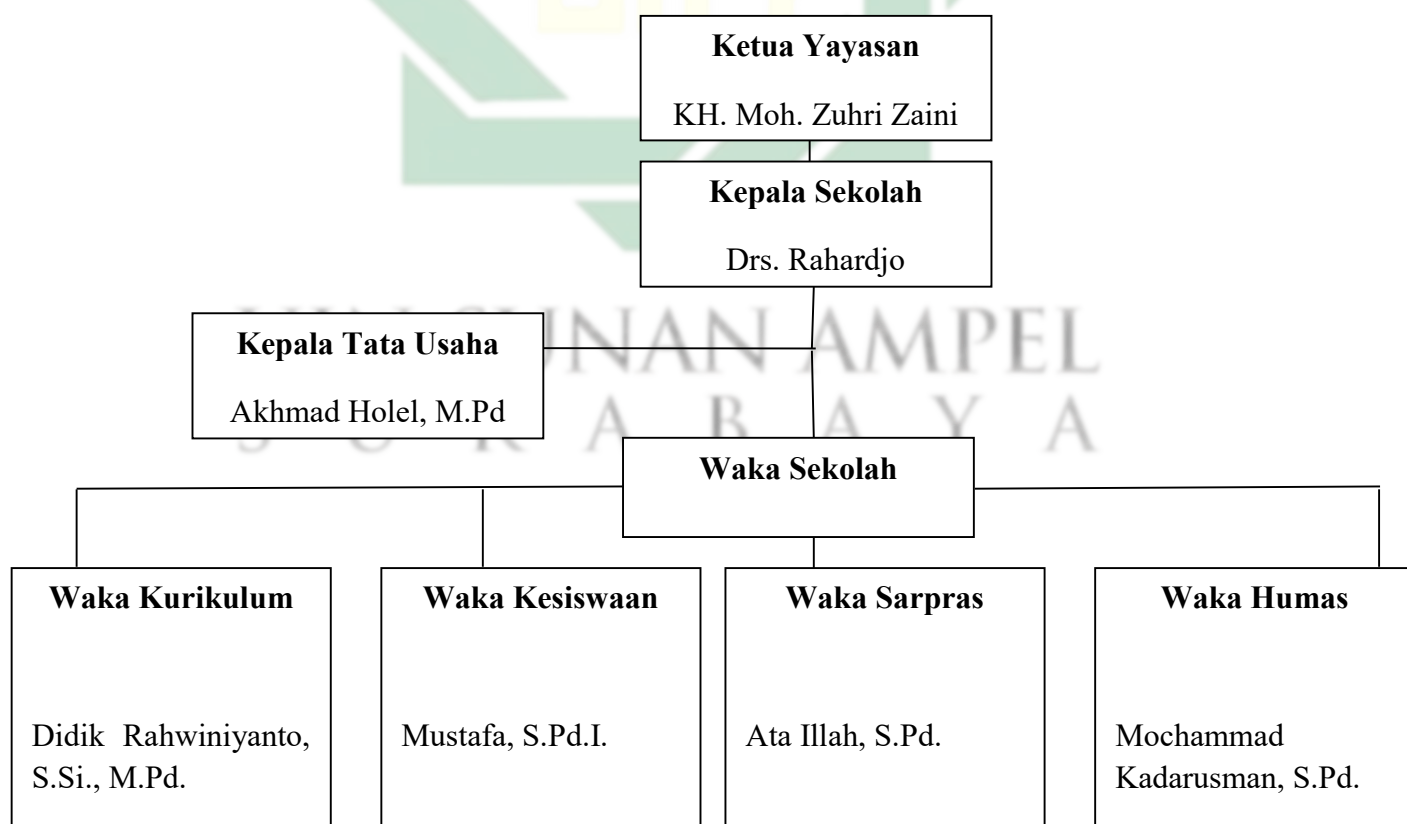 Ketua Yayasan
KH. Moh. Zuhri Zaini
Kepala Sekolah
Drs. Rahardjo
Kepala Tata Usaha
Akhmad Holel, M.Pd
UIN SUNAN AMPEL
S U R A B A Y A
Waka Sekolah
Waka Kurikulum
Didik Rahwiniyanto,
S.Si., M.Pd.
Waka Kesiswaan
Mustafa, S.Pd.I.
Waka Sarpras
Ata Illah, S.Pd.
Waka Humas
Mochammad
Kadarusman, S.Pd.